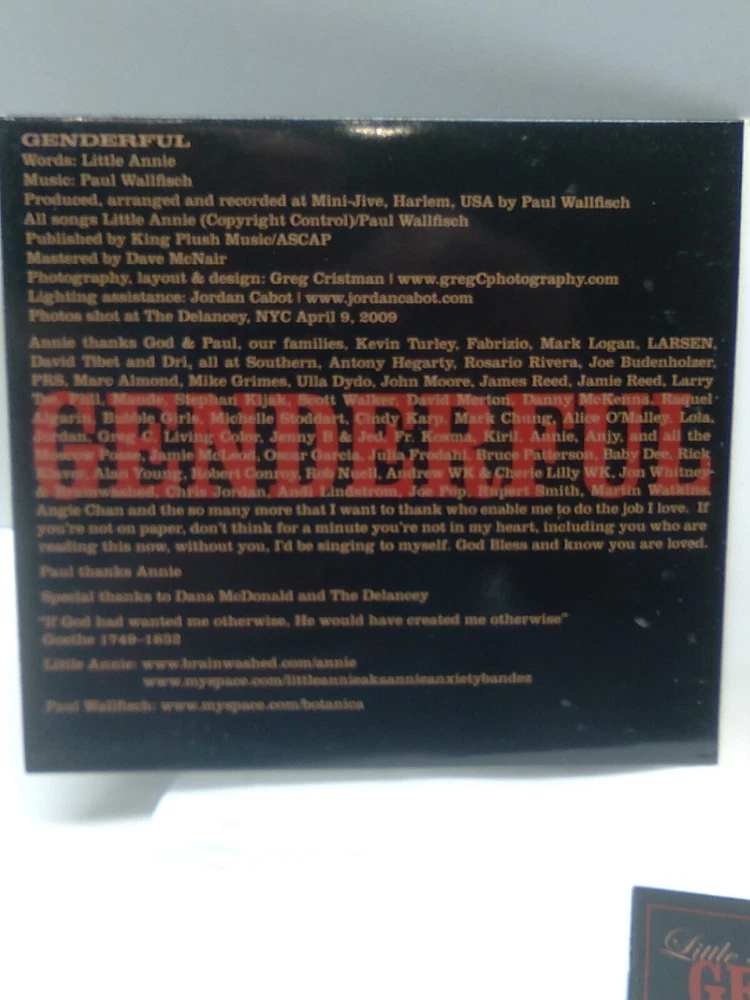 GENDERFUL
Words: Little Annie
Music: Paul Wallfisch
Produced, arranged and recorded at Mini-Jive, Harlem, USA by Paul Wallfisch
All songs Little Annie (Copyright Control)/Paul Wallfisch
Published by King Plush Music/ASCAP
Mastered by Dave McNair
Photography, layout & design: Greg Cristman | www.gregCphotography.com
Lighting assistance: Jordan Cabot | www.jordancabot.com
Photos shot at The Delancey, NYC April 9, 2009
Annie thanks God & Paul, our families, Kevin Turley, Fabrizio, Mark Logan, LARSEN,
David Tibet and Dri, all at Southern, Antony Hegarty, Rosario Rivera, Joe Budenholzer,
PRS, Marc Almond, Mike Grimes, Ulla Dydo, John Moore, James Reed, Jamie Reed, Larry
Phil, Maude, Stephan Kijak, Scott Walker, David Merton, Danny McKenna, Raquel
Algarin, Bubble Girls, Michelle Stoddart, Cindy Karp, Mark Chung, Alice O'Malley, Lola,
Jordan, Greg C, Living Color, Jenny B & Jed, Fr. Kosma, Kiril, Annie, Anjy, and all the
Moscow Posse, Jamie McLeod, Oscar Garcia, Julia Frodahl, Bruce Patterson, Baby Dee, Rick
Alan Young, Robert Conroy, Rob Nuell, Andrew WK & Cherie Lilly WK, Jon Whitney
& Brainwashed, Chris Jordan, Andi Lindstrom, Joe Pop, Rupert Smith, Martin Watkins,
Angie Chan and the so many more that I want to thank who enable me to do the job I love. If
you're not on paper, don't think for a minute you're not in my heart, including you who are
reading this now, without you, I'd be singing to myself. God Bless and know you are loved.
GENDERFUL
Paul thanks Annie
Special thanks to Dana McDonald and The Delancey
"If God had wanted me otherwise, He would have created me otherwise"
Goethe 1749-1832
Little Annie: www.brainwashed.com/annie
www.myspace.com/littleannieakaannieanxietybandez
Paul Wallfisch: www.myspace.com/botanica
Little
GE